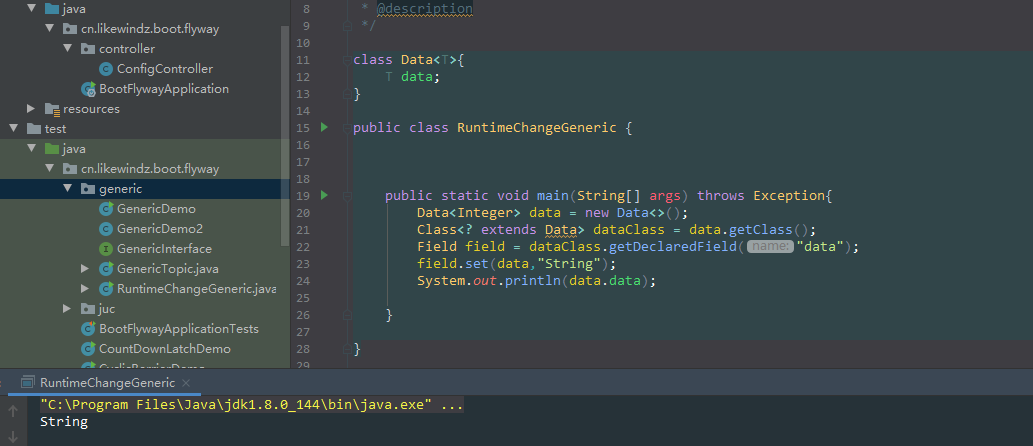 java
cn.likewindz.boot.flyway
controller
ConfigController
BootFlywayApplication
resources
test
java
cn.likewindz.boot.flyway
generic
GenericDemo
GenericDemo2
GenericInterface
GenericTopic.java
RuntimeChangeGeneric.java
juc
BootFlywayApplicationTests
CountDownLatchDemo
8 * @description
9 */
10
11 class Data<T>{
12 T data;
13 }
14
15 public class RuntimeChangeGeneric {
16
17
18
19 public static void main(String[] args) throws Exception{
20 Data<Integer> data = new Data<>();
21 Class<? extends Data> dataClass = data.getClass();
22 Field field = dataClass.getDeclaredField( name: "data");
23 field.set(data,"String");
24 System.out.println(data.data);
25
26 }
27
28 }
29
RuntimeChangeGeneric ×
"C:\Program Files\Java\jdk1.8.0_144\bin\java.exe" ...
String